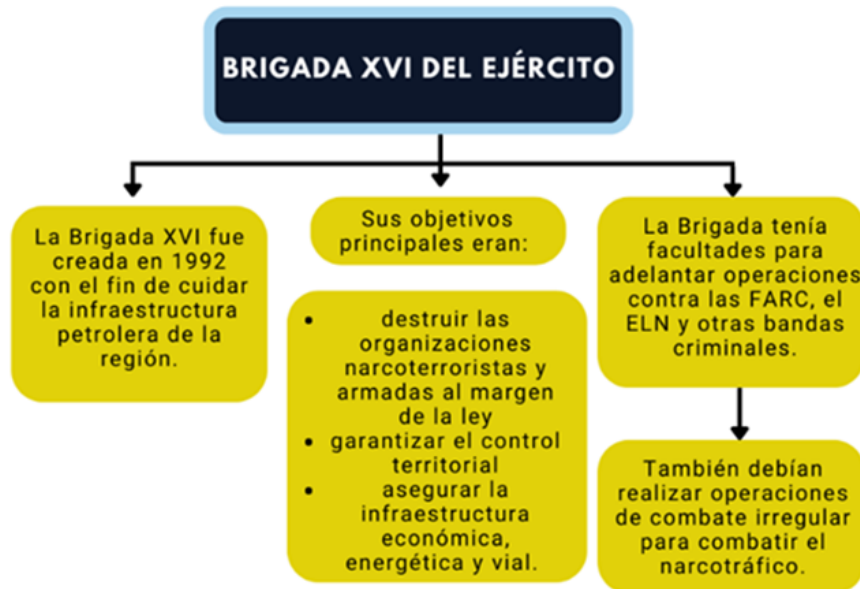 BRIGADA XVI DEL EJÉRCITO
La Brigada XVI fue
creada en 1992
con el fin de cuidar
la infraestructura
petrolera de la
región.
Sus objetivos
principales eran:
• destruir las
organizaciones
narcoterroristas y
armadas al margen
de la ley
• garantizar el control
territorial
• asegurar la
infraestructura
económica,
energética y vial.
La Brigada tenía
facultades para
adelantar operaciones
contra las FARC, el
ELN y otras bandas
criminales.
También debían
realizar operaciones
de combate irregular
para combatir el
narcotráfico.